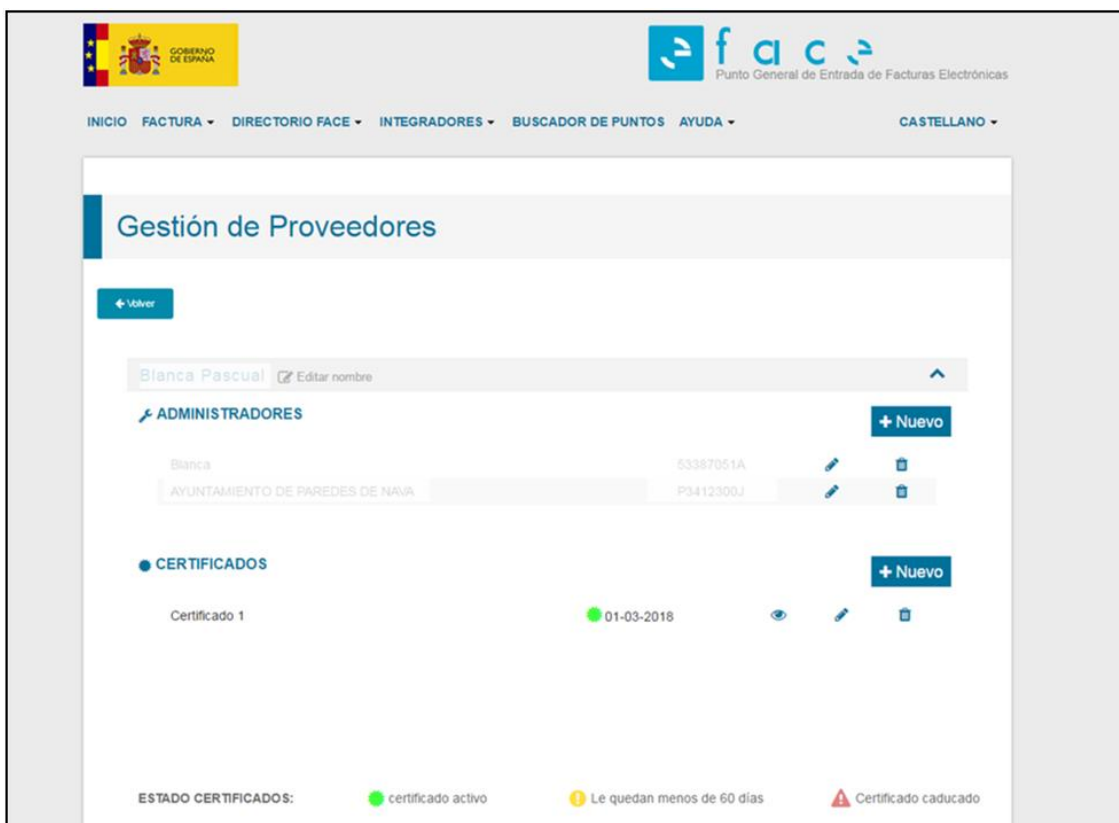 GOBIERNO
DE ESPAÑA
face
Punto General de Entrada de Facturas Electrónicas
INICIO FACTURA DIRECTORIO FACE INTEGRADORES BUSCADOR DE PUNTOS AYUDA CASTELLANO
Gestión de Proveedores
Volver
Blanca Pascual Editar nombre
ADMINISTRADORES
+ Nuevo
Blanca 53387051A
AYUNTAMIENTO DE PAREDES DE NAVA P3412300J
CERTIFICADOS
+ Nuevo
Certificado 1 01-03-2018
ESTADO CERTIFICADOS: certificado activo Le quedan menos de 60 días Certificado caducado